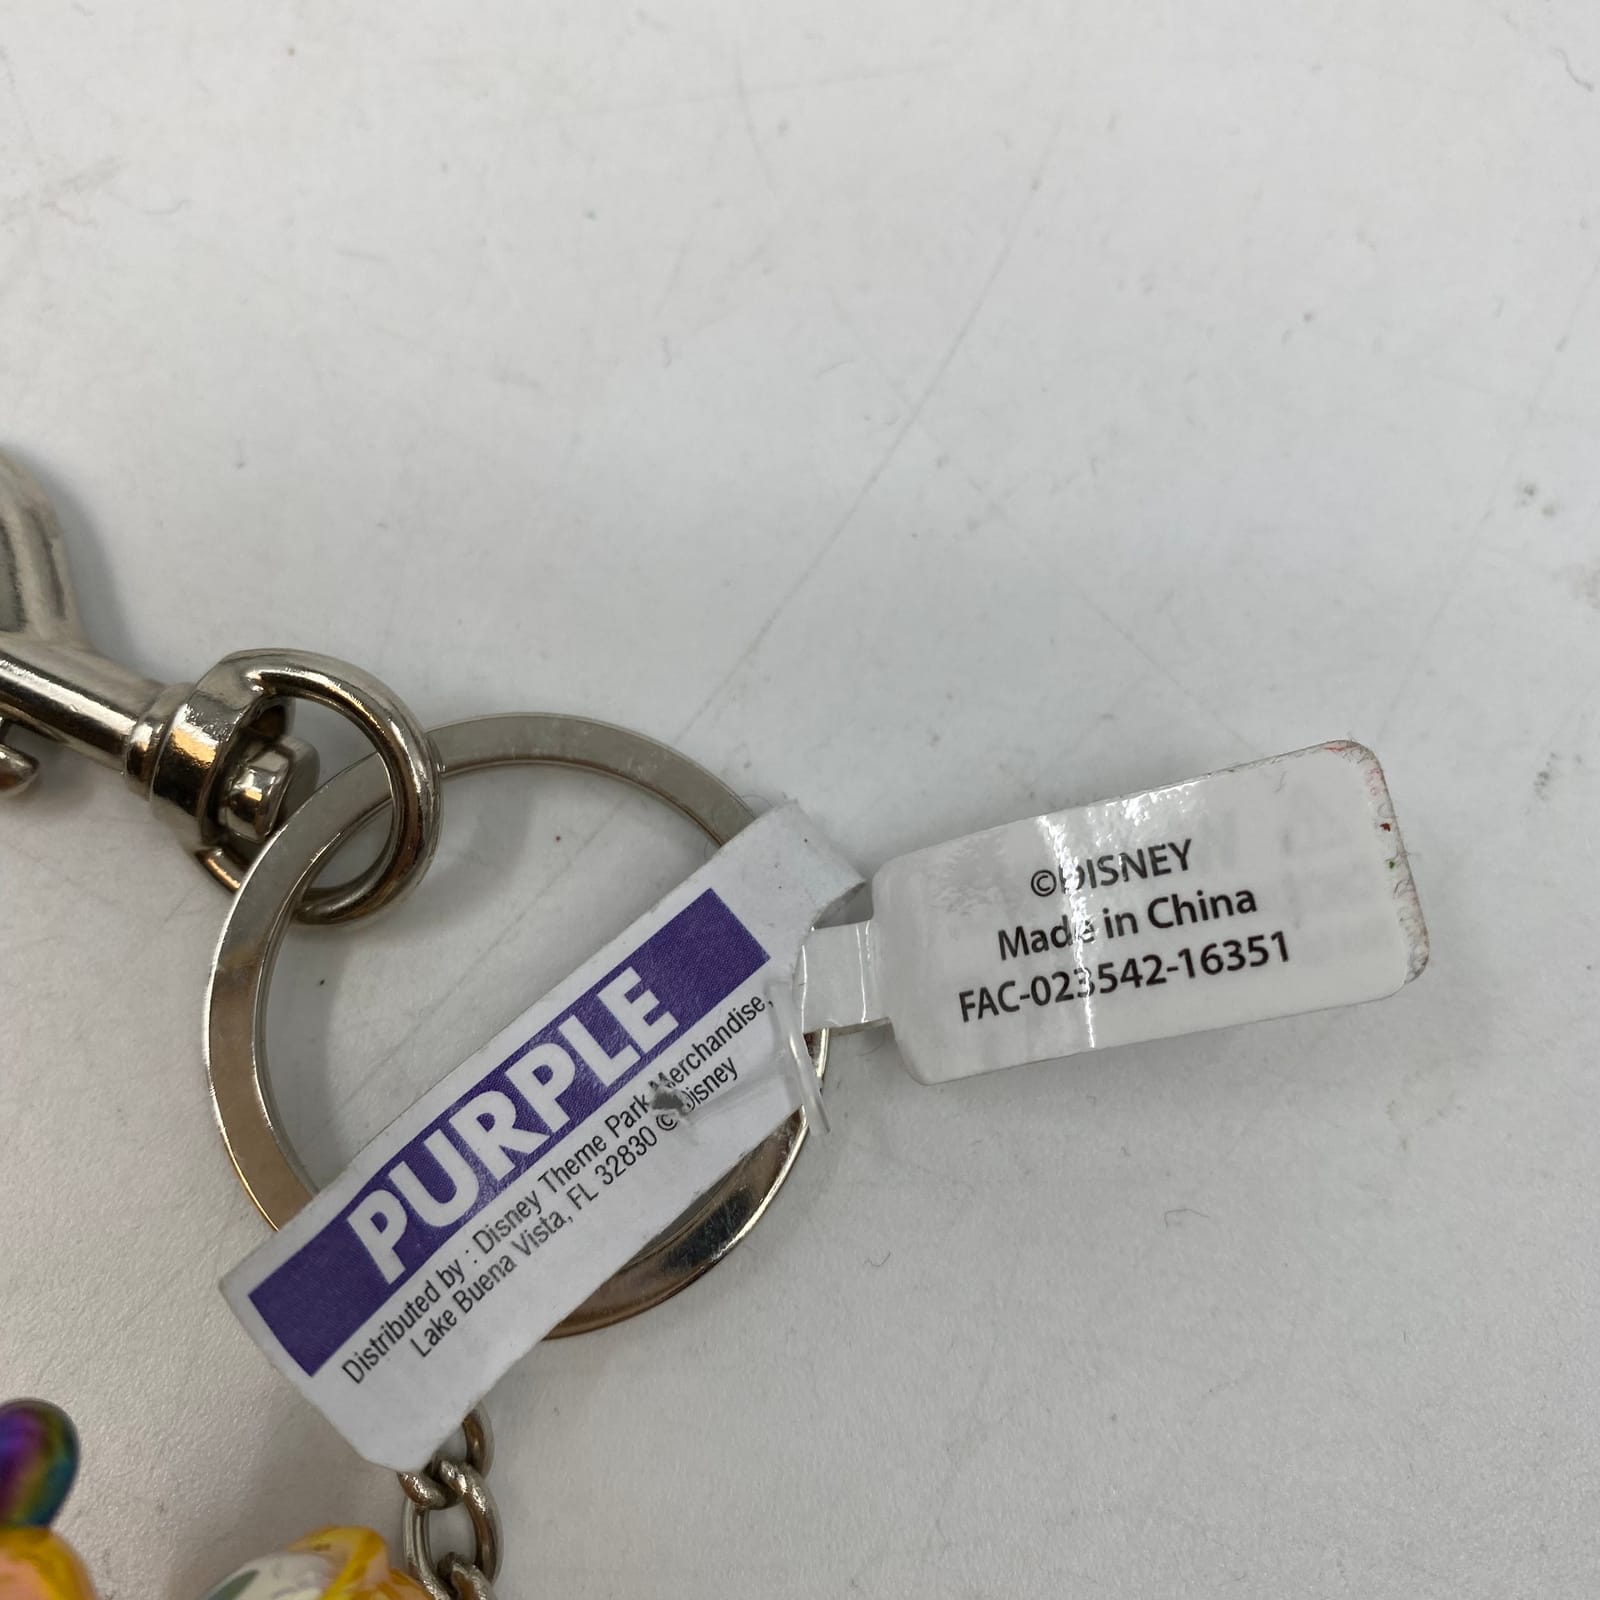 PURPLE
Distributed by : Disney Theme Park Merchandise,
Lake Buena Vista, FL 32830 © Disney
©DISNEY
Made in China
FAC-023542-16351